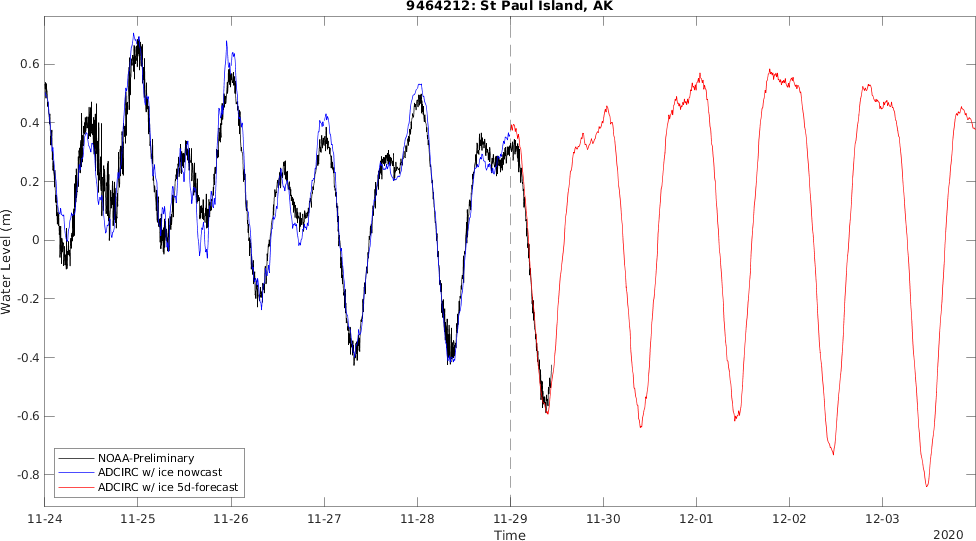 9464212: St Paul Island, AK
Water Level (m)
0.6
0.4
0.2
0
-0.2
-0.4
-0.6
-0.8
NOAA-Preliminary
ADCIRC w/ ice nowcast
ADCIRC w/ ice 5d-forecast
11-24 11-25 11-26 11-27 11-28 11-29 11-30 12-01 12-02 12-03
Time
2020